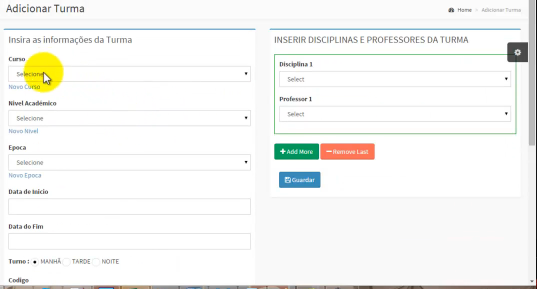 Adicionar Turma
Home > Adicionar Turma
Insira as informações da Turma
Curso
Selecione
Novo Curso
Nivel Académico
Selecione
Novo Nivel
Epoca
Selecione
Novo Epoca
Data de Inicio
Data do Fim
Turno : MANHÃ TARDE NOITE
Codigo
INSERIR DISCIPLINAS E PROFESSORES DA TURMA
Disciplina 1
Select
Professor 1
Select
+ Add More
− Remove Last
Guardar